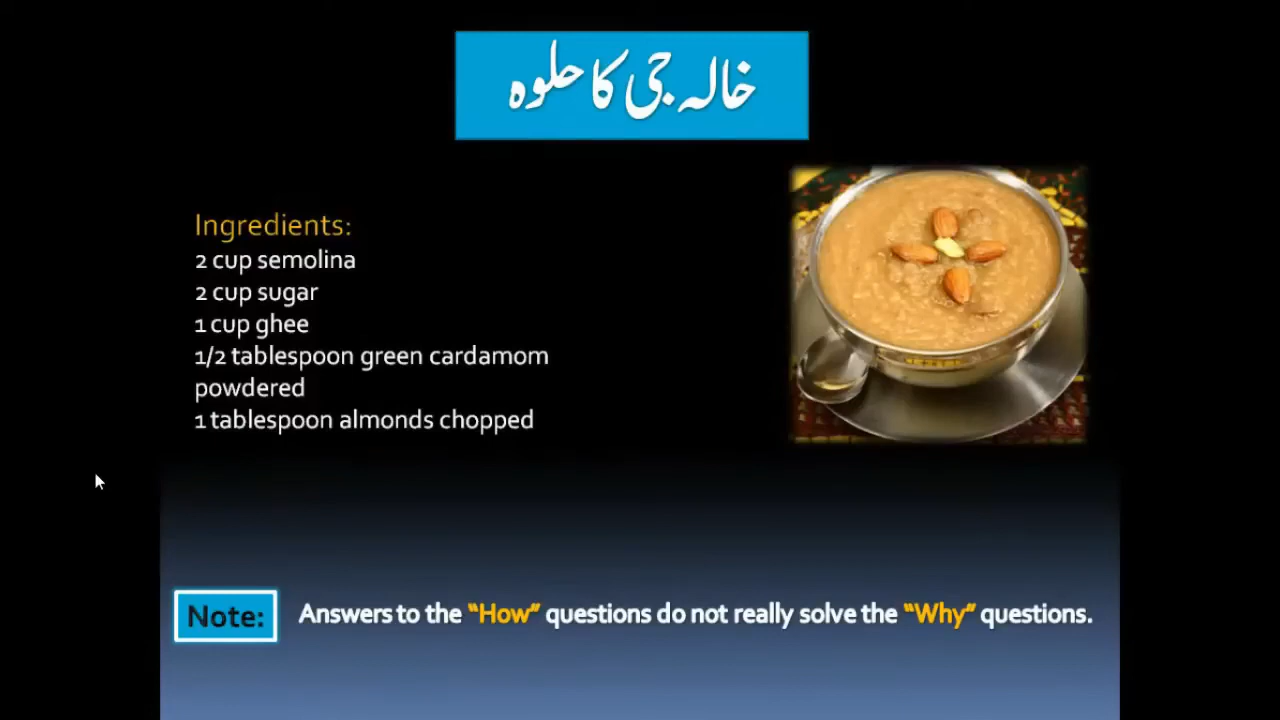 خالہ جی کا حلوہ
Ingredients:
2 cup semolina
2 cup sugar
1 cup ghee
1/2 tablespoon green cardamom
powdered
1 tablespoon almonds chopped
Note: Answers to the “How” questions do not really solve the “Why” questions.